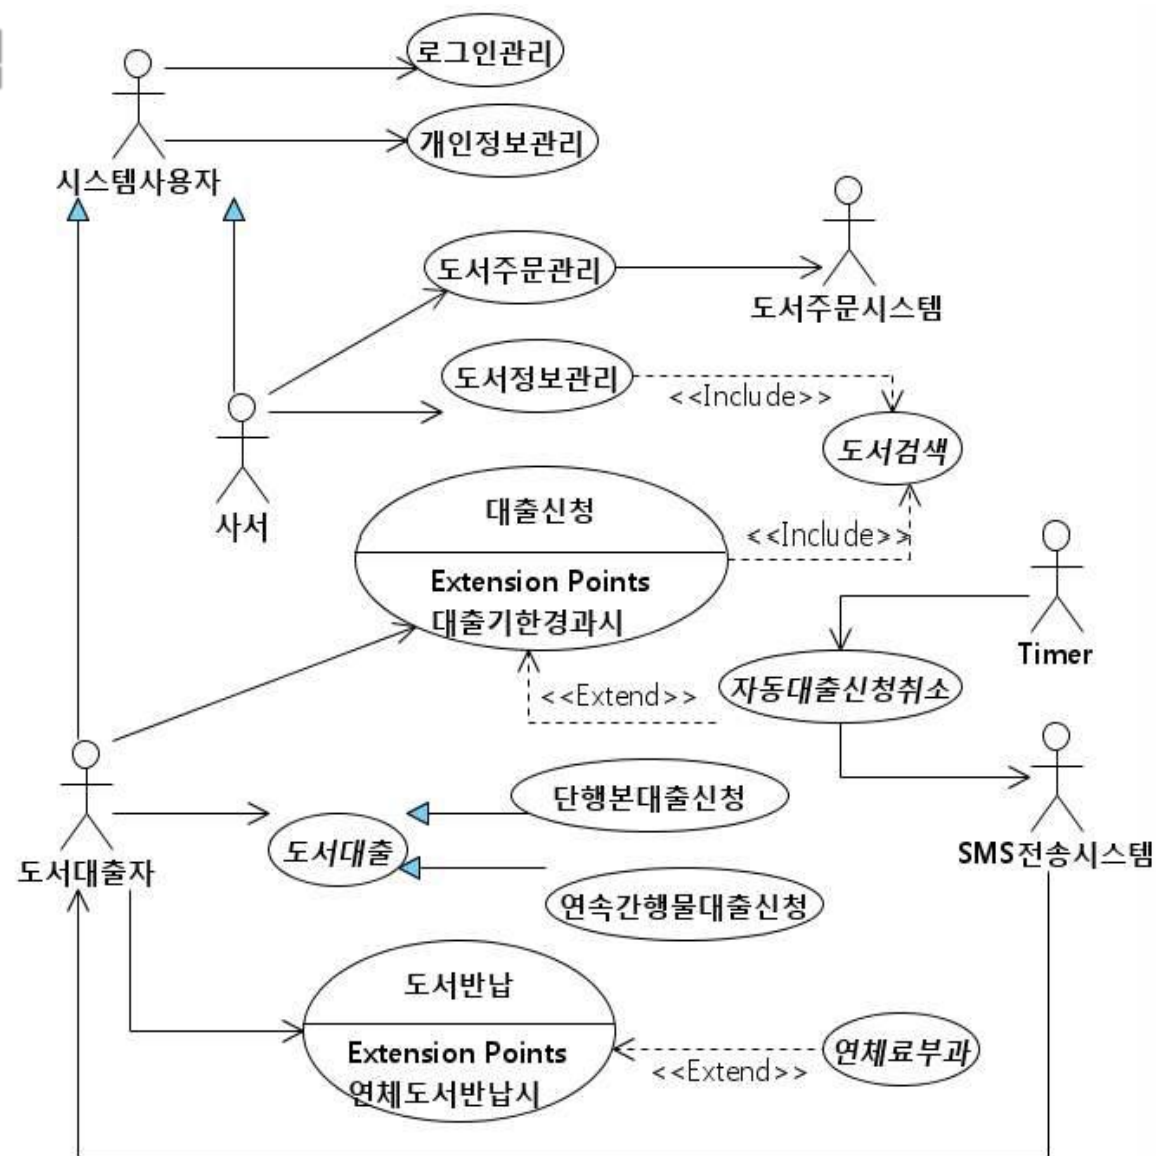 로그인관리
개인정보관리
시스템사용자
도서주문관리
도서주문시스템
도서정보관리
<<Include>>
도서검색
사서
대출신청
<<Include>>
Extension Points
대출기한경과시
Timer
<<Extend>>
자동대출신청취소
단행본대출신청
도서대출
SMS전송시스템
도서대출자
연속간행물대출신청
도서반납
Extension Points
연체도서반납시
<<Extend>>
연체료부과